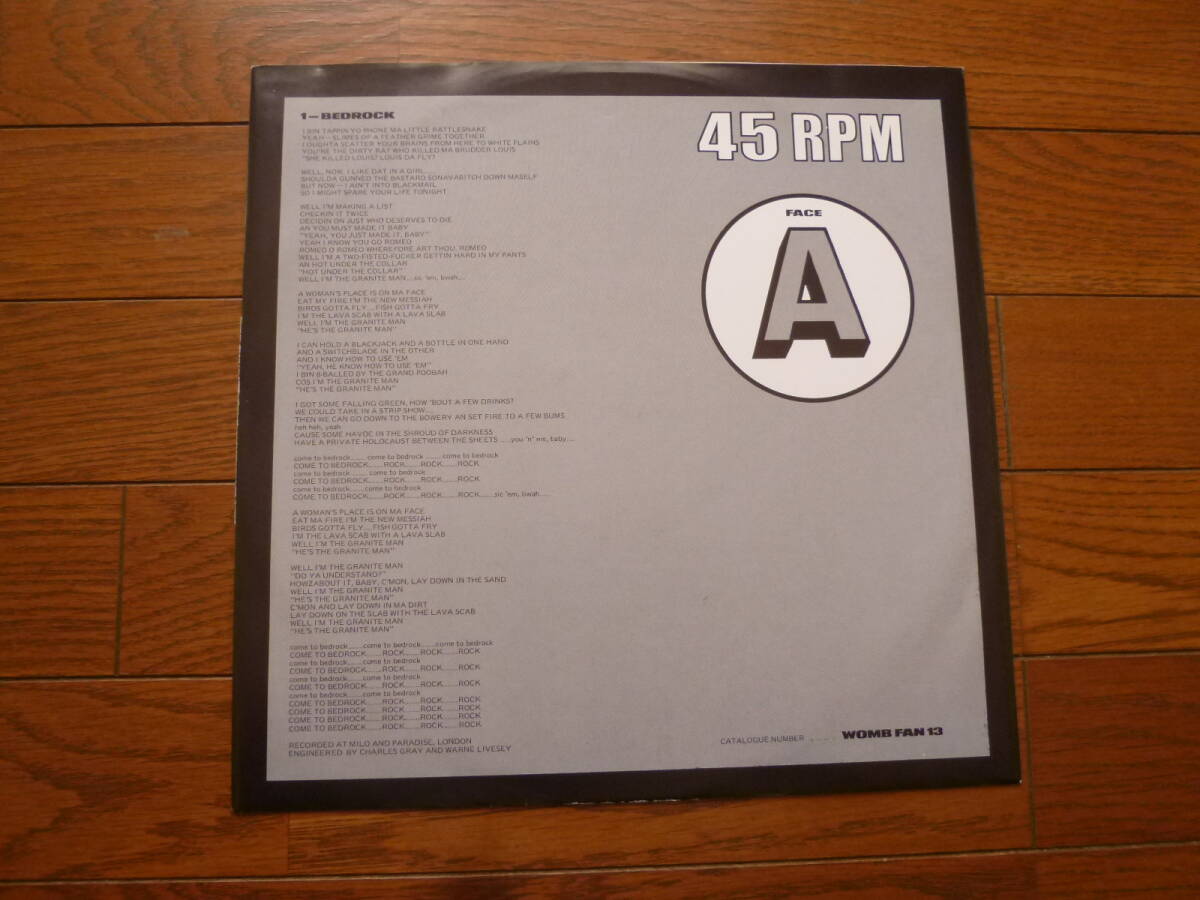 1—BEDROCK
I BIN TAPPIN YO PHONE MA LITTLE RATTLESNAKE
YEAH—SLIMES OF A FEATHER GRIME TOGETHER
I OUGHTA SCATTER YOUR BRAINS FROM HERE TO WHITE PLAINS
YOU'RE THE DIRTY RAT WHO KILLED MA BRUDDER LOUIS
"SHE KILLED LOUIS? LOUIS DA FLY?"
WELL, NOW, I LIKE DAT IN A GIRL....
SHOULDA GUNNED THE BASTARD SONAVABITCH DOWN MASELF
BUT NOW—I AIN'T INTO BLACKMAIL
SO I MIGHT SPARE YOUR LIFE TONIGHT
WELL I'M MAKING A LIST
CHECKIN IT TWICE
DECIDIN ON JUST WHO DESERVES TO DIE
AN YOU MUST MADE IT BABY
"YEAH, YOU JUST MADE IT, BABY"
YEAH I KNOW YOU GO ROMEO
ROMEO O ROMEO WHEREFORE ART THOU, ROMEO
WELL I'M A TWO-FISTED-FUCKER GETTIN HARD IN MY PANTS
AN HOT UNDER THE COLLAR
"HOT UNDER THE COLLAR"
WELL I'M THE GRANITE MAN....sic 'em, bwah....
A WOMAN'S PLACE IS ON MA FACE
EAT MY FIRE I'M THE NEW MESSIAH
BIRDS GOTTA FLY....FISH GOTTA FRY
I'M THE LAVA SCAB WITH A LAVA SLAB
WELL I'M THE GRANITE MAN
"HE'S THE GRANITE MAN"
I CAN HOLD A BLACKJACK AND A BOTTLE IN ONE HAND
AND A SWITCHBLADE IN THE OTHER
AND I KNOW HOW TO USE 'EM
"YEAH, HE KNOW HOW TO USE 'EM"
I BIN 8-BALLED BY THE GRAND POOBAH
COS I'M THE GRANITE MAN
"HE'S THE GRANITE MAN"
I GOT SOME FALLING GREEN, HOW 'BOUT A FEW DRINKS?
WE COULD TAKE IN A STRIP SHOW....
THEN WE CAN GO DOWN TO THE BOWERY AN SET FIRE TO A FEW BUMS
heh heh, yeah
CAUSE SOME HAVOC IN THE SHROUD OF DARKNESS
HAVE A PRIVATE HOLOCAUST BETWEEN THE SHEETS .....you 'n' me, baby....
come to bedrock........come to bedrock ........come to bedrock
COME TO BEDROCK.......ROCK.......ROCK.......ROCK
come to bedrock........come to bedrock
COME TO BEDROCK.......ROCK.......ROCK.......ROCK
come to bedrock.......come to bedrock
COME TO BEDROCK.......ROCK.......ROCK.......ROCK.......sic 'em, bwah.....
A WOMAN'S PLACE IS ON MA FACE
EAT MA FIRE I'M THE NEW MESSIAH
BIRDS GOTTA FLY....FISH GOTTA FRY
I'M THE LAVA SCAB WITH A LAVA SLAB
WELL I'M THE GRANITE MAN
"HE'S THE GRANITE MAN"
WELL I'M THE GRANITE MAN
"DO YA UNDERSTAND?"
HOWZABOUT IT, BABY, C'MON, LAY DOWN IN THE SAND
WELL I'M THE GRANITE MAN
"HE'S THE GRANITE MAN"
C'MON AND LAY DOWN IN MA DIRT
LAY DOWN ON THE SLAB WITH THE LAVA SCAB
WELL I'M THE GRANITE MAN
"HE'S THE GRANITE MAN"
come to bedrock.......come to bedrock.......come to bedrock
COME TO BEDROCK.......ROCK.......ROCK.......ROCK
come to bedrock.......come to bedrock
COME TO BEDROCK.......ROCK.......ROCK.......ROCK
come to bedrock.......come to bedrock
COME TO BEDROCK.......ROCK.......ROCK.......ROCK
come to bedrock.......come to bedrock
COME TO BEDROCK.......ROCK.......ROCK.......ROCK
COME TO BEDROCK.......ROCK.......ROCK.......ROCK
COME TO BEDROCK.......ROCK.......ROCK.......ROCK
COME TO BEDROCK.......ROCK.......ROCK.......ROCK
RECORDED AT MILO AND PARADISE, LONDON
ENGINEERED BY CHARLES GRAY AND WARNE LIVESEY
45 RPM
FACE
A
CATALOGUE NUMBER ..... WOMB FAN 13